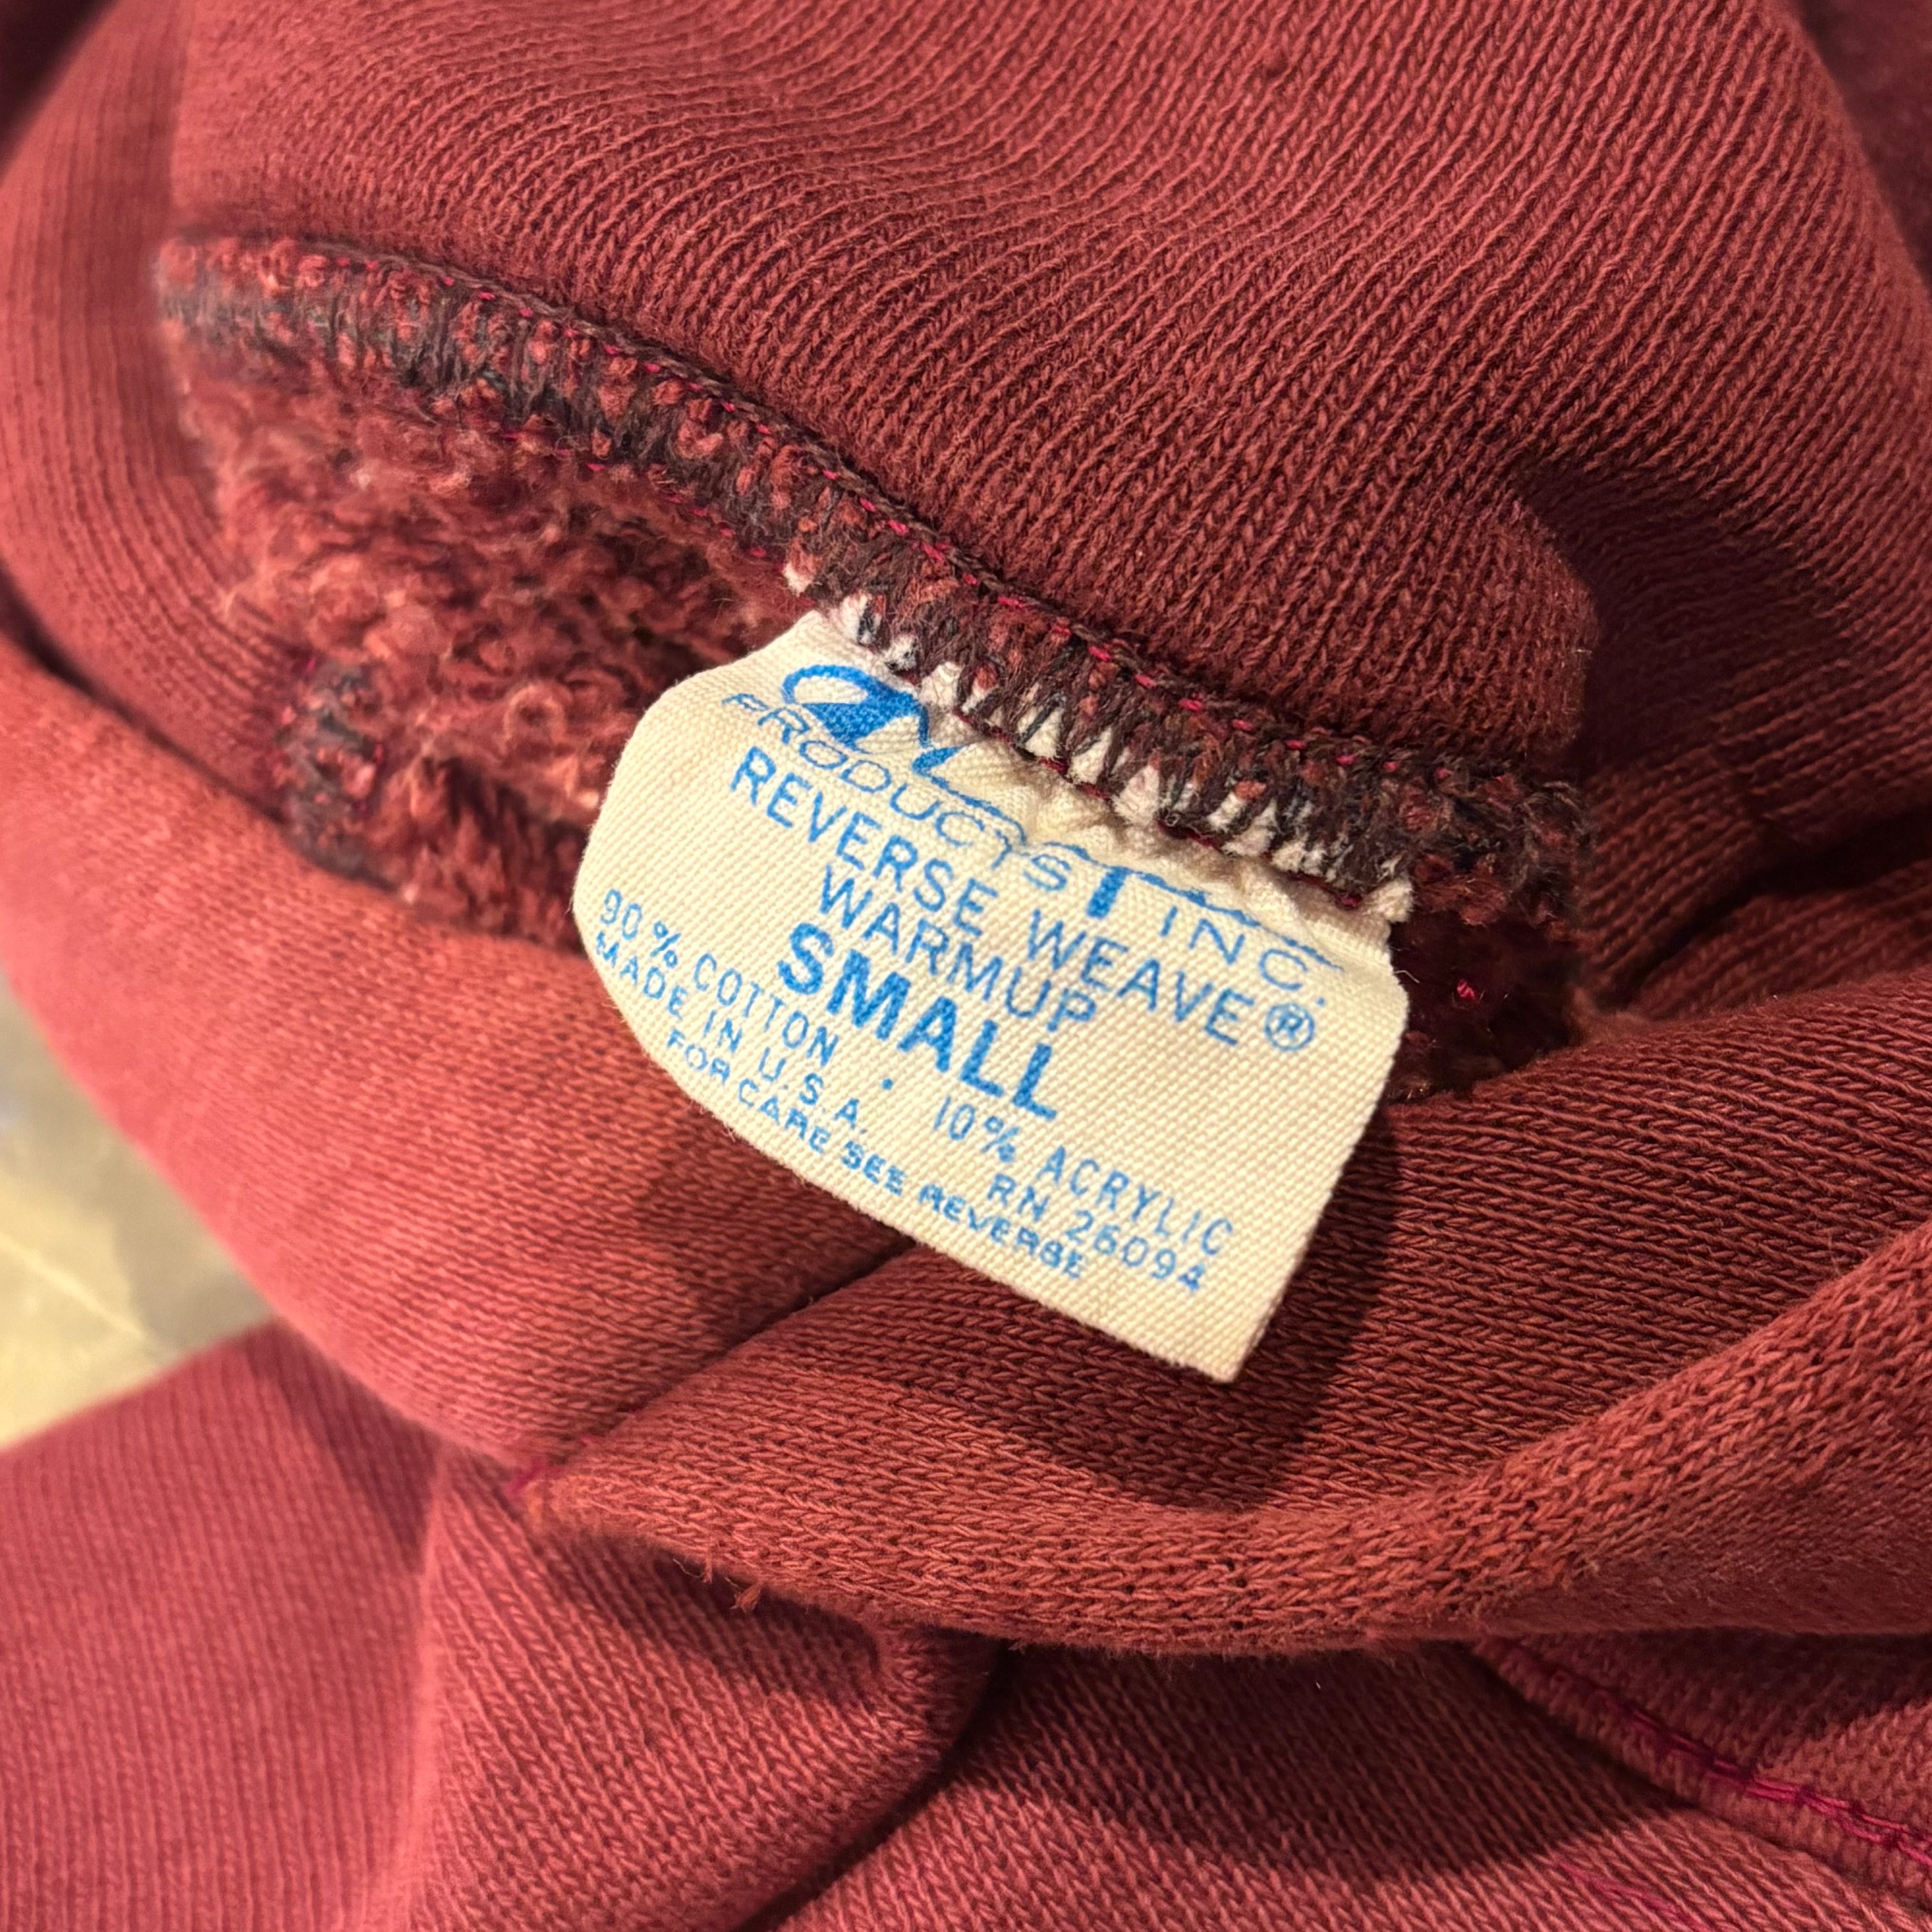 PRODUCTS INC.
REVERSE WEAVE®
WARMUP
SMALL
90% COTTON · 10% ACRYLIC
MADE IN U.S.A. RN 26094
FOR CARE SEE REVERSE